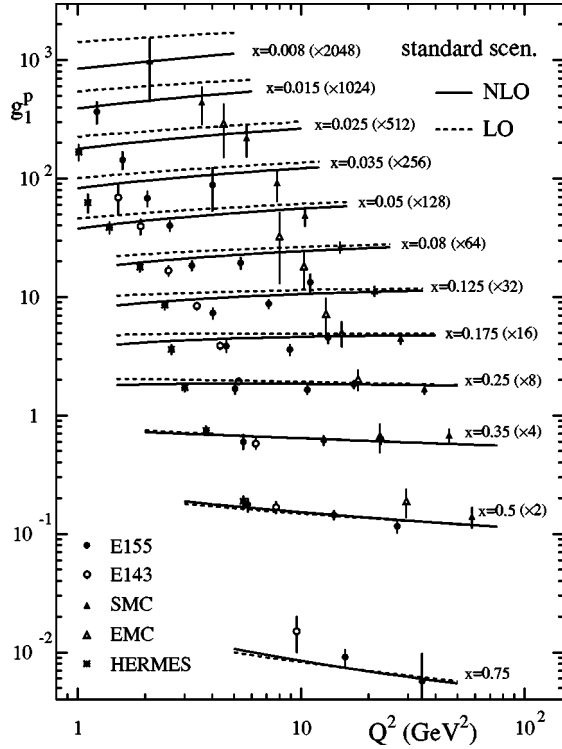 10³
g₁ᵖ
10²
10
1
10⁻¹
10⁻²
x=0.008 (×2048)
x=0.015 (×1024)
x=0.025 (×512)
x=0.035 (×256)
x=0.05 (×128)
x=0.08 (×64)
x=0.125 (×32)
x=0.175 (×16)
x=0.25 (×8)
x=0.35 (×4)
x=0.5 (×2)
x=0.75
standard scen.
NLO
LO
E155
E143
SMC
EMC
HERMES
1 10 10²
Q² (GeV²)